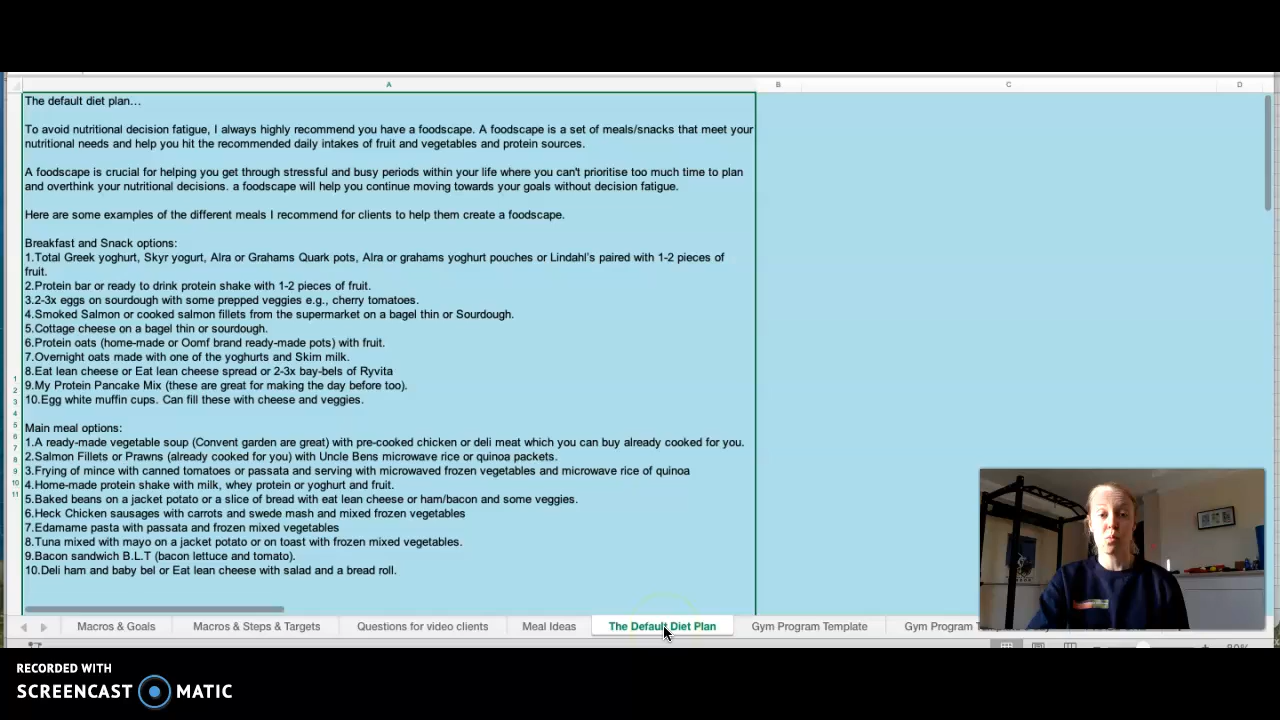 A
B
C
D
The default diet plan…
To avoid nutritional decision fatigue, I always highly recommend you have a foodscape. A foodscape is a set of meals/snacks that meet your
nutritional needs and help you hit the recommended daily intakes of fruit and vegetables and protein sources.
A foodscape is crucial for helping you get through stressful and busy periods within your life where you can't prioritise too much time to plan
and overthink your nutritional decisions. a foodscape will help you continue moving towards your goals without decision fatigue.
Here are some examples of the different meals I recommend for clients to help them create a foodscape.
Breakfast and Snack options:
1.Total Greek yoghurt, Skyr yogurt, Alra or Grahams Quark pots, Alra or grahams yoghurt pouches or Lindahl's paired with 1-2 pieces of
fruit.
2.Protein bar or ready to drink protein shake with 1-2 pieces of fruit.
3.2-3x eggs on sourdough with some prepped veggies e.g., cherry tomatoes.
4.Smoked Salmon or cooked salmon fillets from the supermarket on a bagel thin or Sourdough.
5.Cottage cheese on a bagel thin or sourdough.
6.Protein oats (home-made or Oomf brand ready-made pots) with fruit.
7.Overnight oats made with one of the yoghurts and Skim milk.
8.Eat lean cheese or Eat lean cheese spread or 2-3x bay-bels of Ryvita
9.My Protein Pancake Mix (these are great for making the day before too).
10.Egg white muffin cups. Can fill these with cheese and veggies.
Main meal options:
1.A ready-made vegetable soup (Convent garden are great) with pre-cooked chicken or deli meat which you can buy already cooked for you.
2.Salmon Fillets or Prawns (already cooked for you) with Uncle Bens microwave rice or quinoa packets.
3.Frying of mince with canned tomatoes or passata and serving with microwaved frozen vegetables and microwave rice of quinoa
4.Home-made protein shake with milk, whey protein or yoghurt and fruit.
5.Baked beans on a jacket potato or a slice of bread with eat lean cheese or ham/bacon and some veggies.
6.Heck Chicken sausages with carrots and swede mash and mixed frozen vegetables
7.Edamame pasta with passata and frozen mixed vegetables
8.Tuna mixed with mayo on a jacket potato or on toast with frozen mixed vegetables.
9.Bacon sandwich B.L.T (bacon lettuce and tomato).
10.Deli ham and baby bel or Eat lean cheese with salad and a bread roll.
1
2
3
4
5
6
7
8
9
10
11
Macros & Goals
Macros & Steps & Targets
Questions for video clients
Meal Ideas
The Default Diet Plan
Gym Program Template
Gym Program
RECORDED WITH
SCREENCAST MATIC